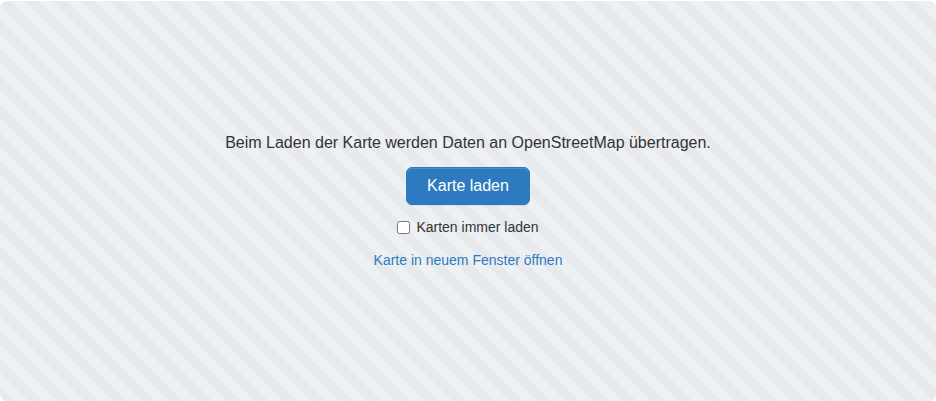 Beim Laden der Karte werden Daten an OpenStreetMap übertragen.
Karte laden
Karten immer laden
Karte in neuem Fenster öffnen